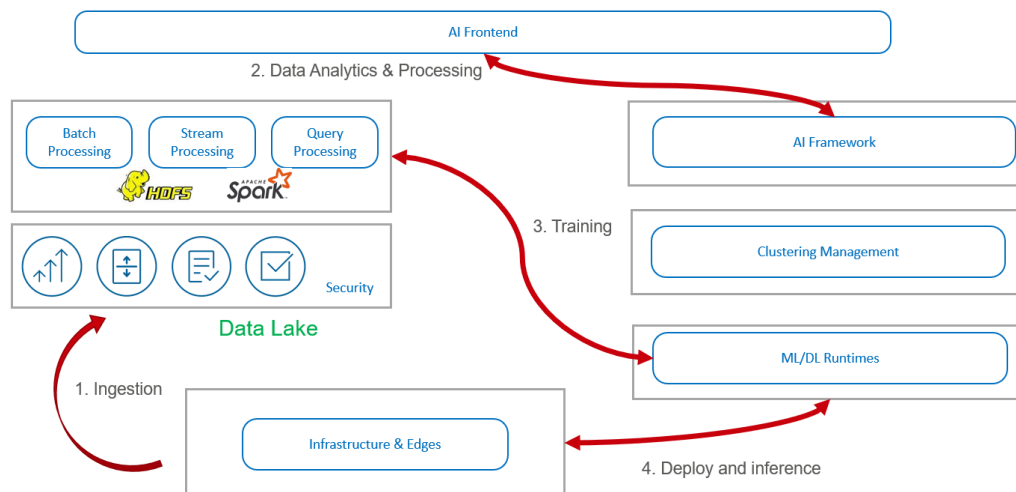 AI Frontend
2. Data Analytics & Processing
Batch
Processing
Stream
Processing
Query
Processing
HDFS
APACHE
Spark™
AI Framework
3. Training
Clustering Management
Security
Data Lake
ML/DL Runtimes
1. Ingestion
Infrastructure & Edges
4. Deploy and inference